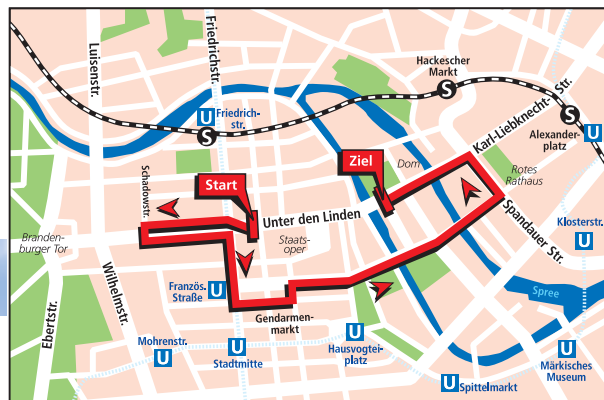 Luisenstr.
Friedrichstr.
Hackescher
Markt
S
Karl-Liebknecht-Str.
U
Friedrich-
str.
S
S
Alexander-
platz
U
Schadowstr.
Start
Ziel
Dom
Rotes
Rathaus
Unter den Linden
Staats-
oper
Spandauer Str.
Klosterstr.
U
Branden-
burger Tor
Ebertstr.
Wilhelmstr.
Französ.
Straße
U
Gendarmen-
markt
Spree
Mohrenstr.
U
U
Stadtmitte
U
Hausvogtei-
platz
U
Spittelmarkt
U
Märkisches
Museum